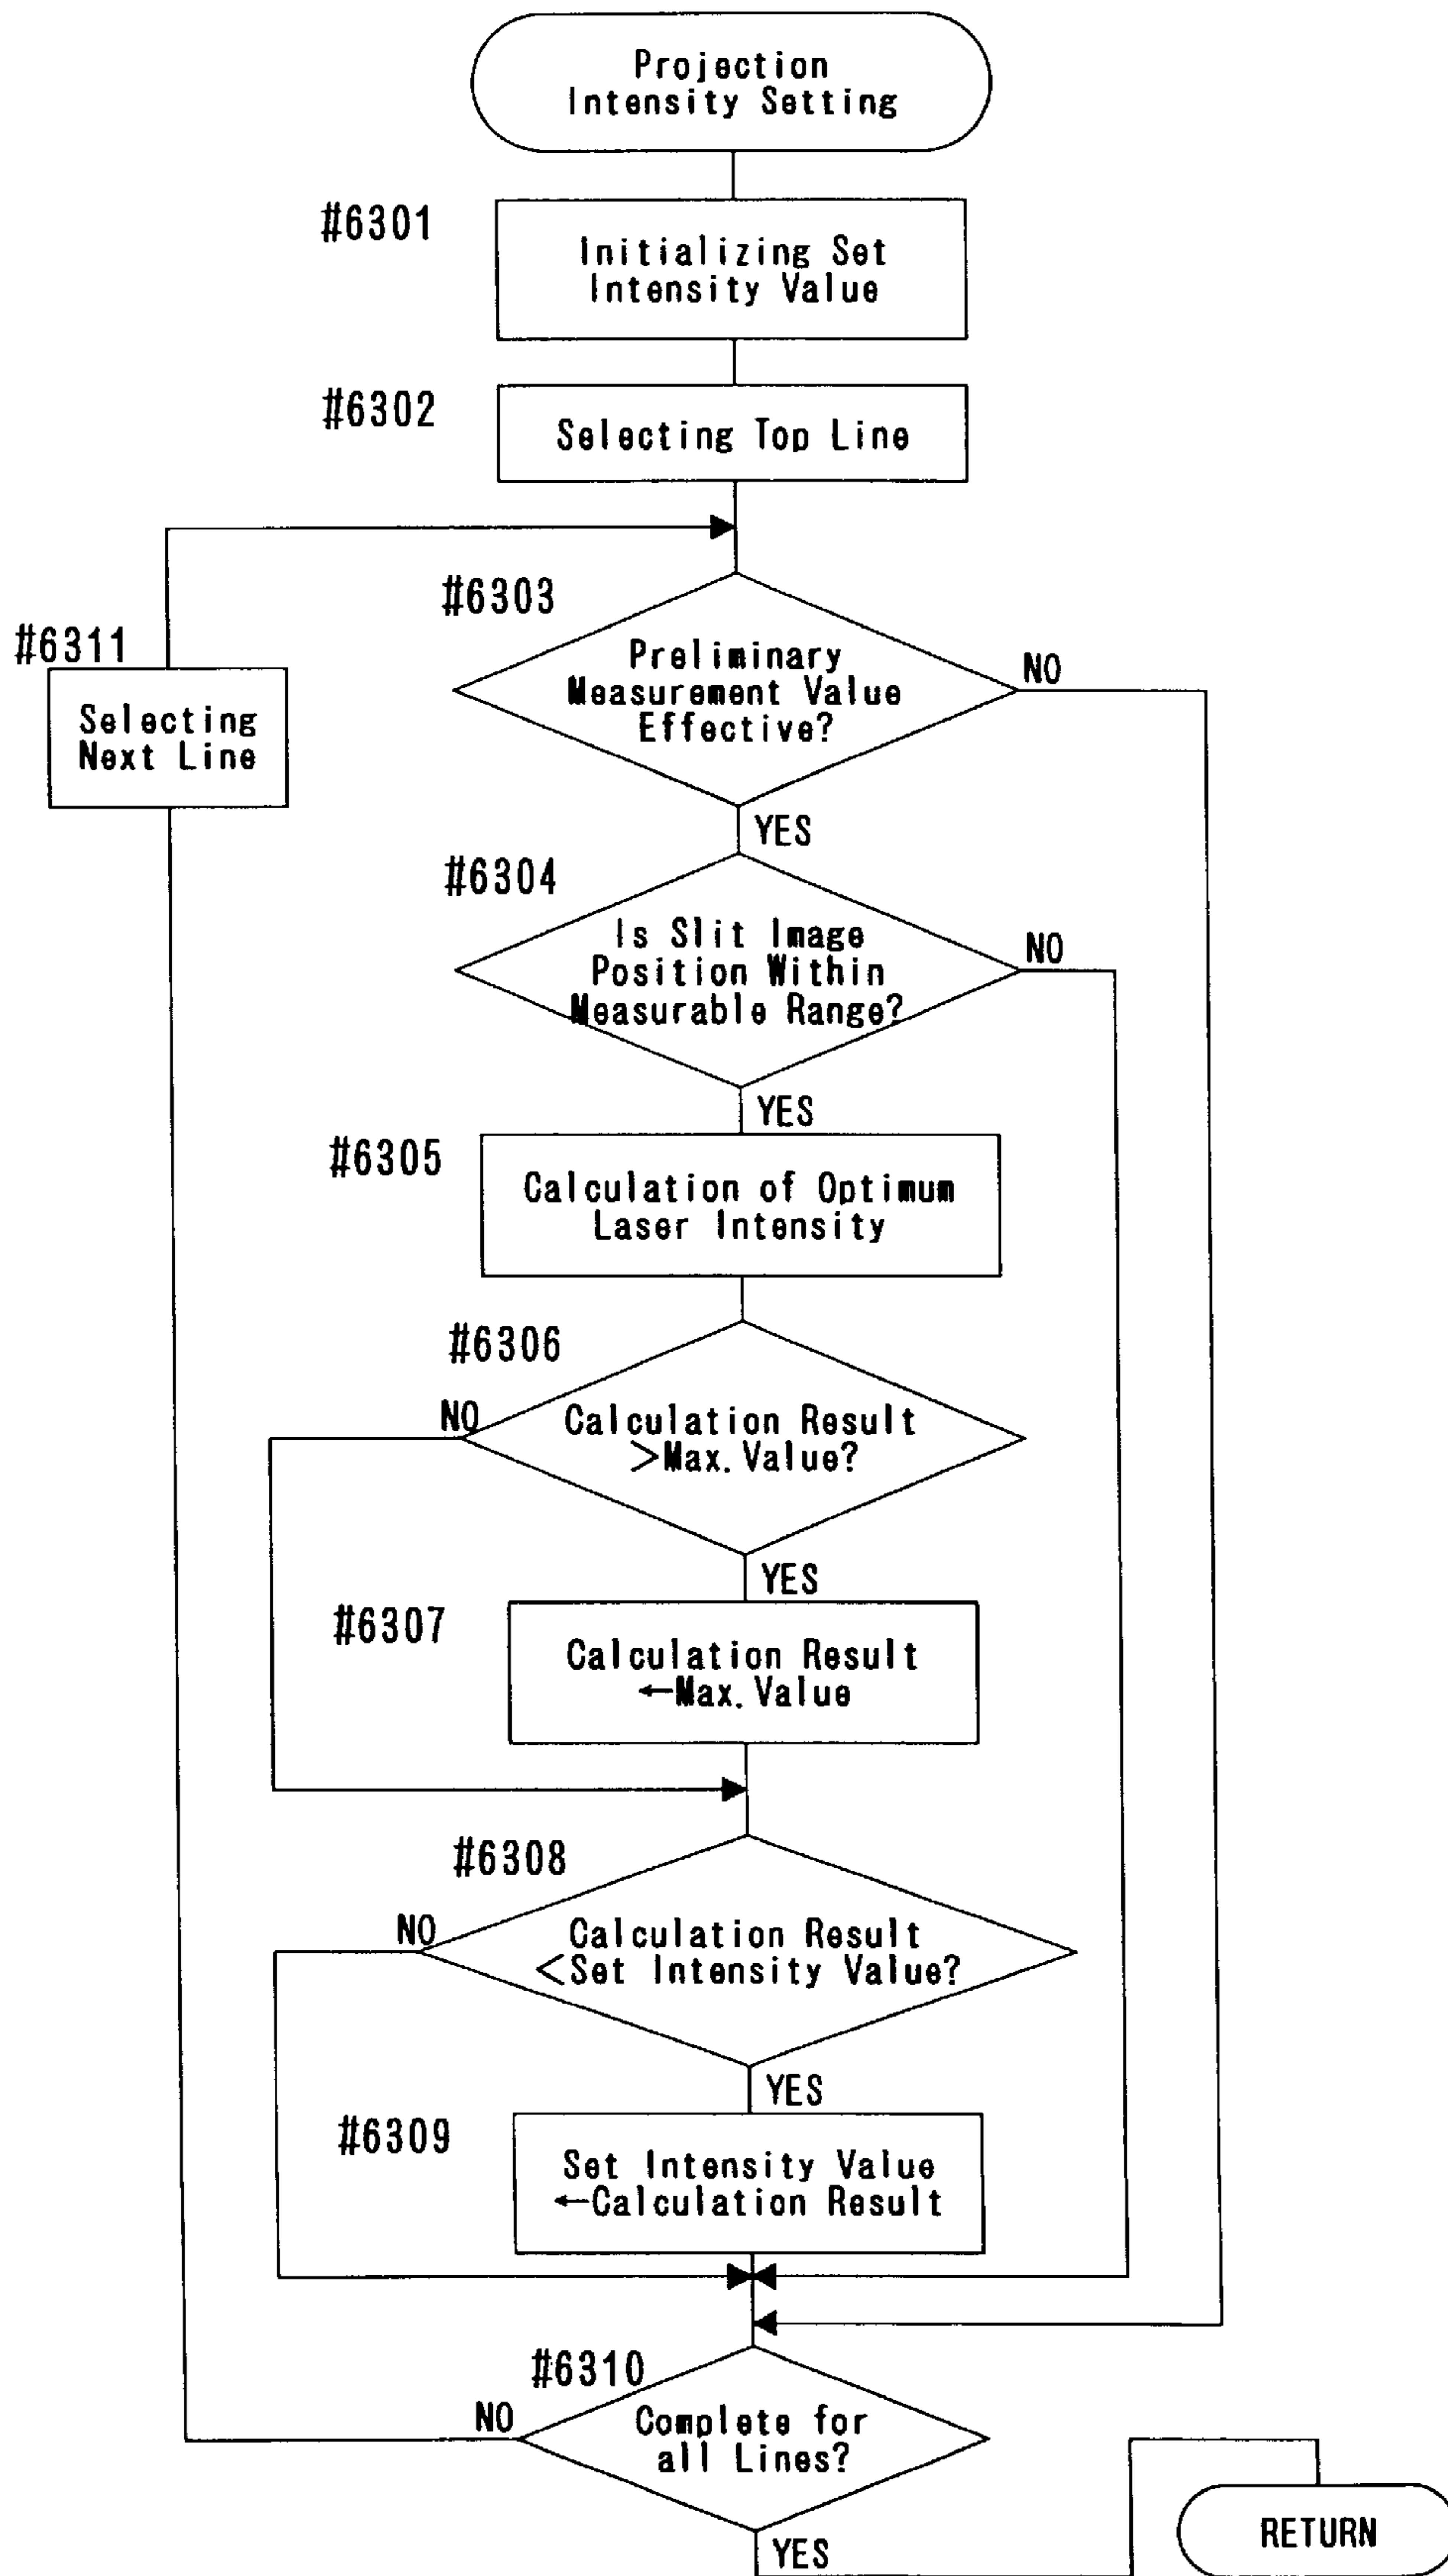 Projection
Intensity Setting
#6301
Initializing Set
Intensity Value
#6302
Selecting Top Line
#6303
Preliminary
Measurement Value
Effective?
NO
#6311
Selecting
Next Line
YES
#6304
Is Slit Image
Position Within
Measurable Range?
NO
YES
#6305
Calculation of Optimum
Laser Intensity
#6306
NO
Calculation Result
>Max. Value?
YES
#6307
Calculation Result
←Max. Value
#6308
NO
Calculation Result
<Set Intensity Value?
YES
#6309
Set Intensity Value
←Calculation Result
#6310
NO
Complete for
all Lines?
YES
RETURN